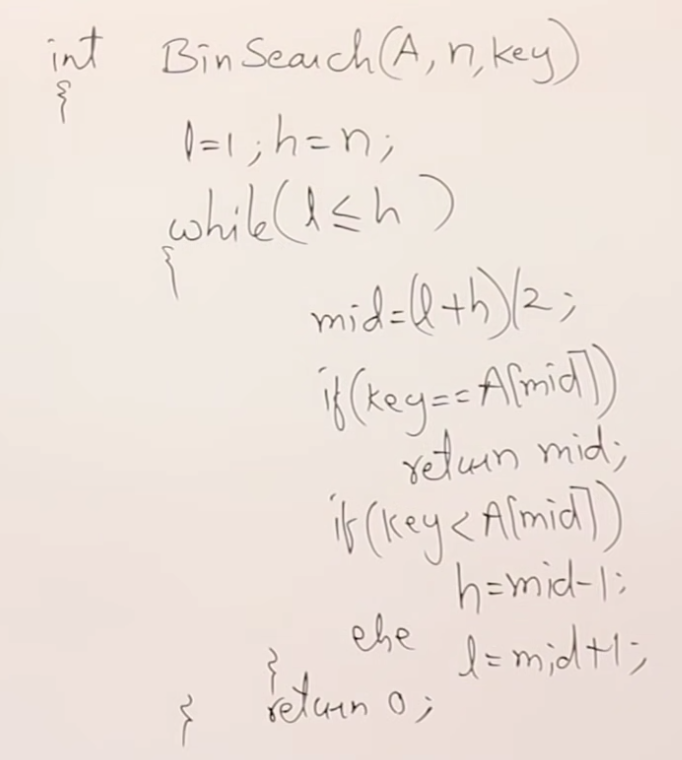 int BinSearch(A, n, key)
{
l=1; h=n;
while(l≤h)
{
mid=(l+h)/2;
if(key==A[mid])
return mid;
if(key<A[mid])
h=mid-1;
else l=mid+1;
}
return 0;
}